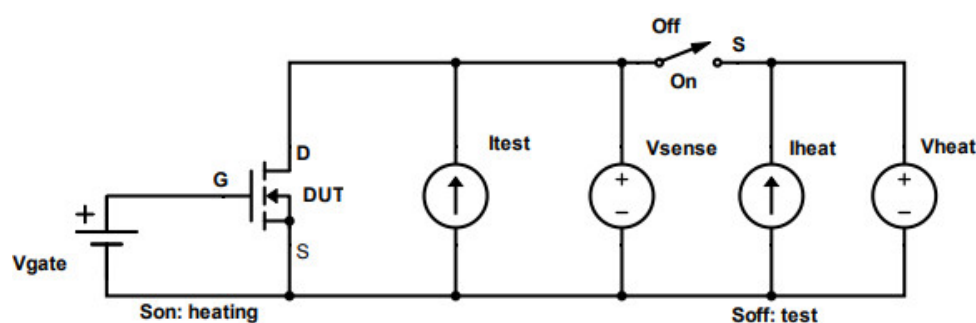 Off
S
On
Itest
Vsense
Iheat
Vheat
D
G
DUT
S
+
Vgate
+
−
+
−
Son: heating
Soff: test